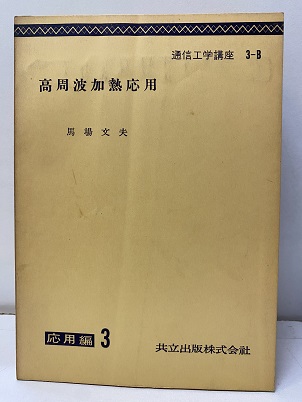 通信工学講座 3-B
高周波加熱応用
馬場文夫
応用編 3
共立出版株式会社